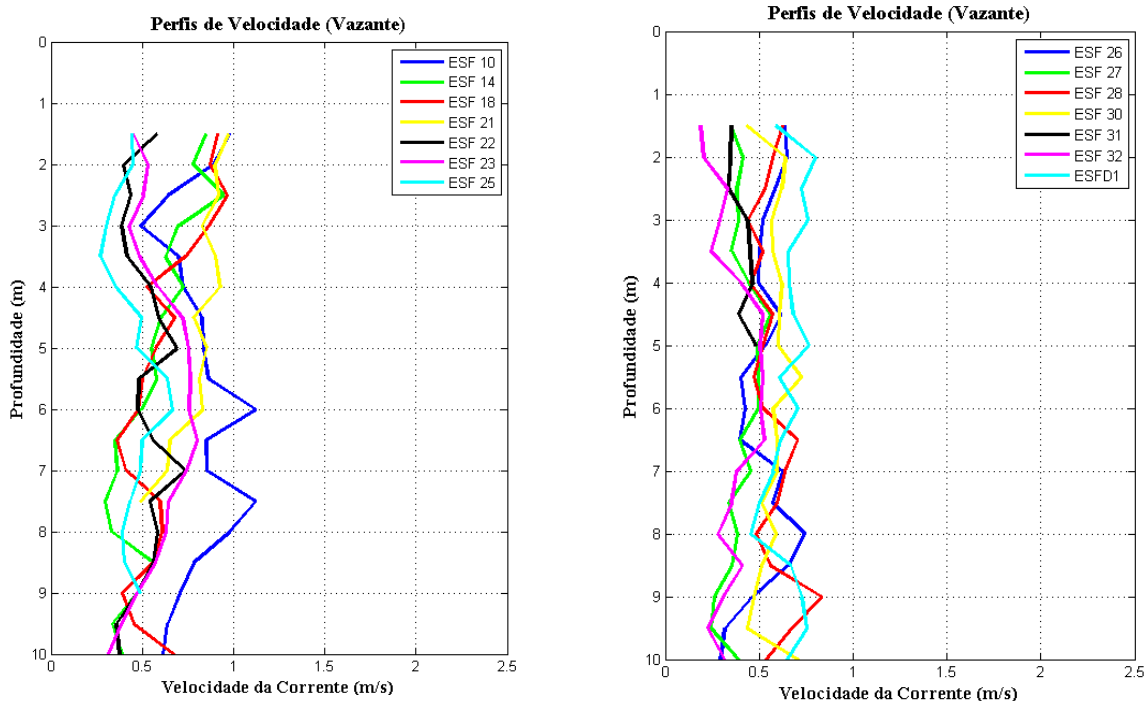 Perfis de Velocidade (Vazante)
0
1
2
3
4
5
6
7
8
9
10
0
0.5
1
1.5
2
2.5
Profundidade (m)
Velocidade da Corrente (m/s)
ESF 10
ESF 14
ESF 18
ESF 21
ESF 22
ESF 23
ESF 25
Perfis de Velocidade (Vazante)
0
1
2
3
4
5
6
7
8
9
10
0
0.5
1
1.5
2
2.5
Profundidade (m)
Velocidade da Corrente (m/s)
ESF 26
ESF 27
ESF 28
ESF 30
ESF 31
ESF 32
ESFD1